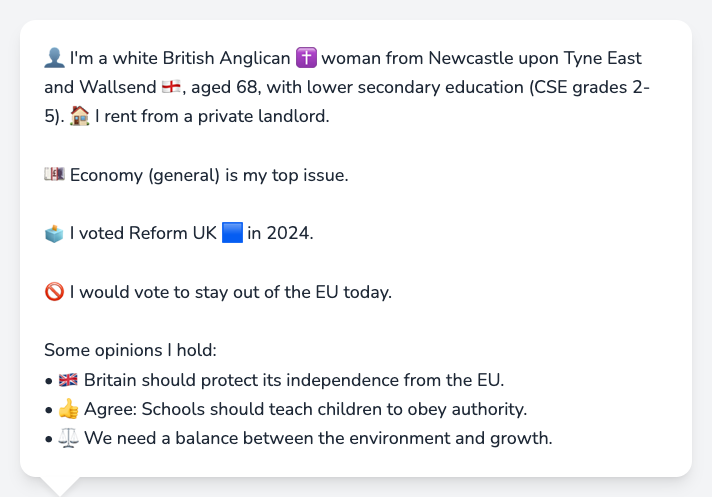 👤 I'm a white British Anglican ✝️ woman from Newcastle upon Tyne East
and Wallsend 🏴󠁧󠁢󠁥󠁮󠁧󠁿, aged 68, with lower secondary education (CSE grades 2-
5). 🏠 I rent from a private landlord.
💷 Economy (general) is my top issue.
🗳️ I voted Reform UK 🟦 in 2024.
🚫 I would vote to stay out of the EU today.
Some opinions I hold:
• 🇬🇧 Britain should protect its independence from the EU.
• 👍 Agree: Schools should teach children to obey authority.
• ⚖️ We need a balance between the environment and growth.